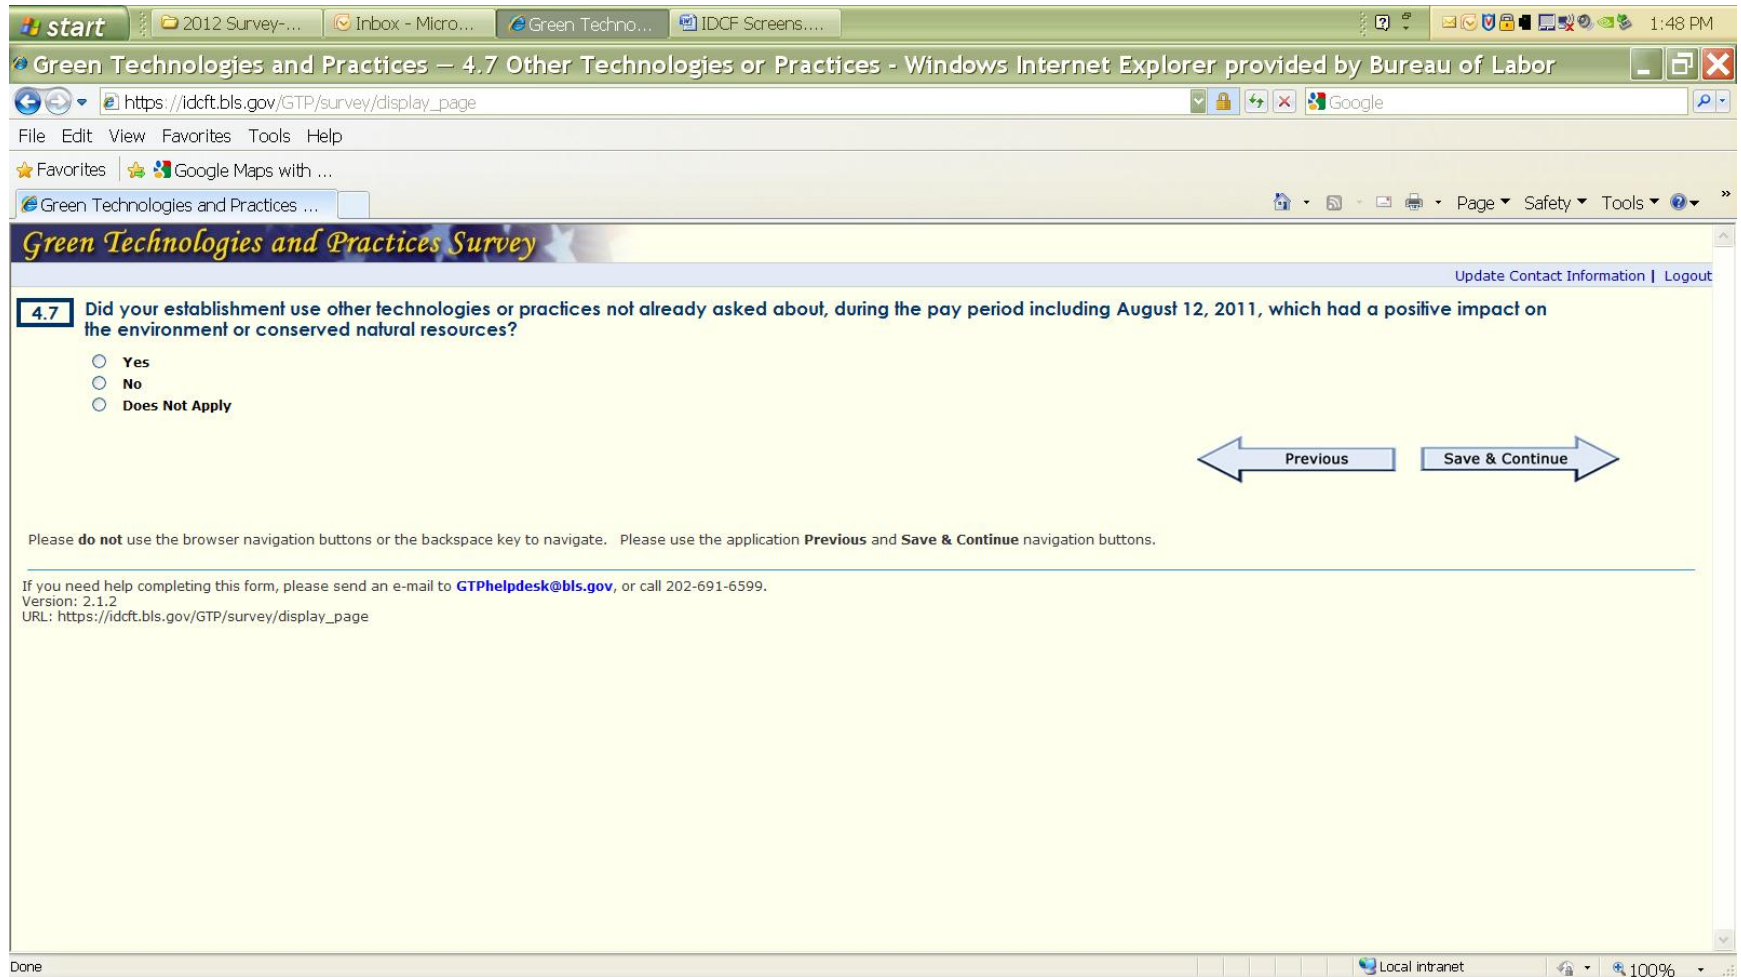 start
2012 Survey-...
Inbox - Micro...
Green Techno...
IDCF Screens....
1:48 PM
Green Technologies and Practices — 4.7 Other Technologies or Practices - Windows Internet Explorer provided by Bureau of Labor
https://idcft.bls.gov/GTP/survey/display_page
Google
File Edit View Favorites Tools Help
Favorites
Google Maps with ...
Green Technologies and Practices ...
Page Safety Tools »
Green Technologies and Practices Survey
Update Contact Information | Logout
4.7 Did your establishment use other technologies or practices not already asked about, during the pay period including August 12, 2011, which had a positive impact on
the environment or conserved natural resources?
Yes
No
Does Not Apply
Previous
Save & Continue
Please do not use the browser navigation buttons or the backspace key to navigate. Please use the application Previous and Save & Continue navigation buttons.
If you need help completing this form, please send an e-mail to GTPhelpdesk@bls.gov, or call 202-691-6599.
Version: 2.1.2
URL: https://idcft.bls.gov/GTP/survey/display_page
Done
Local intranet
100%